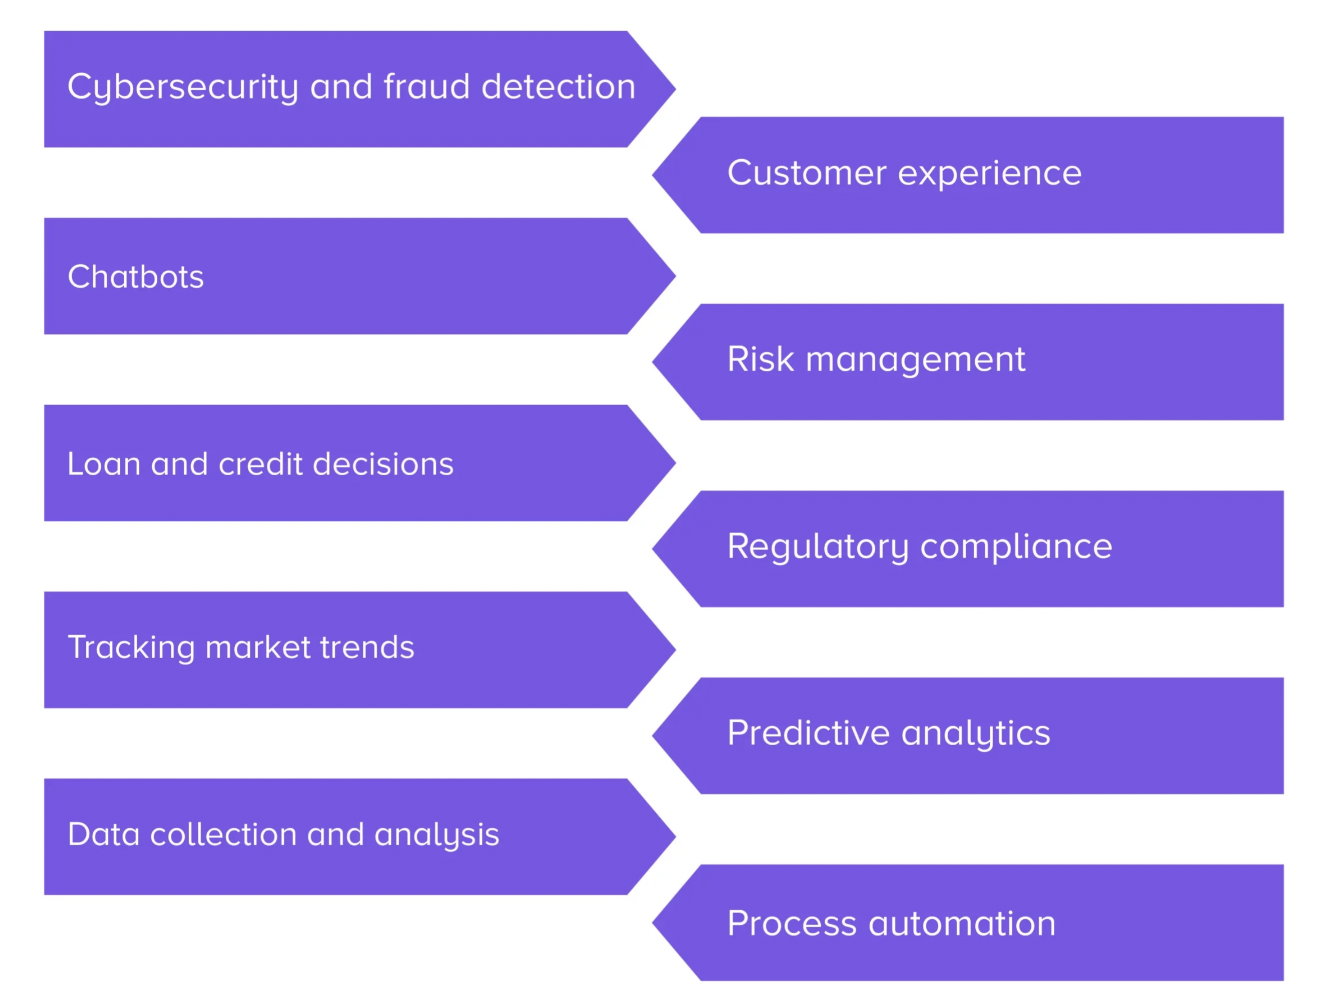 Cybersecurity and fraud detection
Customer experience
Chatbots
Risk management
Loan and credit decisions
Regulatory compliance
Tracking market trends
Predictive analytics
Data collection and analysis
Process automation